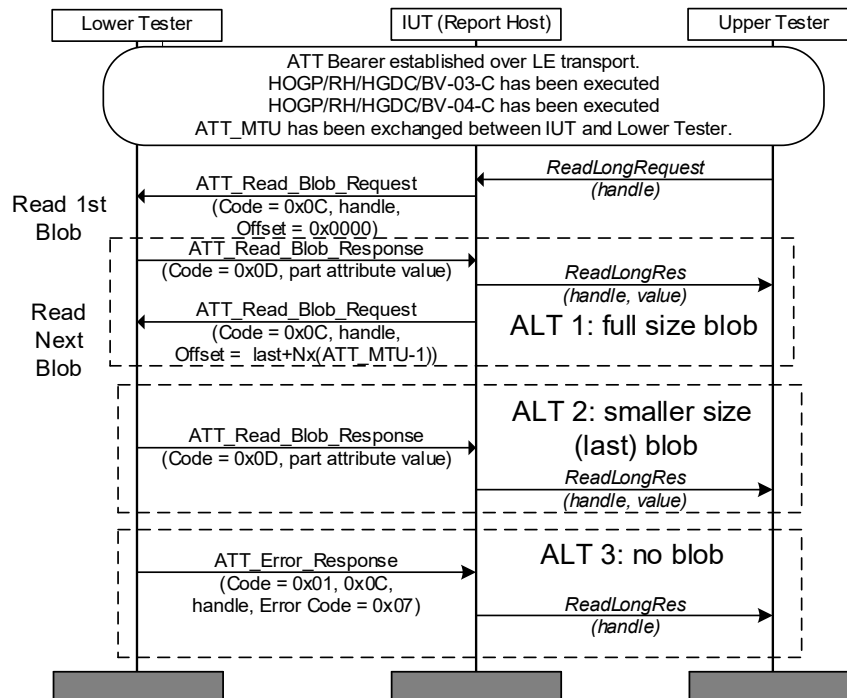 Lower Tester
IUT (Report Host)
Upper Tester
ATT Bearer established over LE transport.
HOGP/RH/HGDC/BV-03-C has been executed
HOGP/RH/HGDC/BV-04-C has been executed
ATT_MTU has been exchanged between IUT and Lower Tester.
ReadLongRequest
(handle)
Read 1st
Blob
ATT_Read_Blob_Request
(Code = 0x0C, handle,
Offset = 0x0000)
ATT_Read_Blob_Response
(Code = 0x0D, part attribute value)
ReadLongRes
(handle, value)
Read
Next
Blob
ATT_Read_Blob_Request
(Code = 0x0C, handle,
Offset = last+Nx(ATT_MTU-1))
ALT 1: full size blob
ALT 2: smaller size
(last) blob
ATT_Read_Blob_Response
(Code = 0x0D, part attribute value)
ReadLongRes
(handle, value)
ALT 3: no blob
ATT_Error_Response
(Code = 0x01, 0x0C,
handle, Error Code = 0x07)
ReadLongRes
(handle)